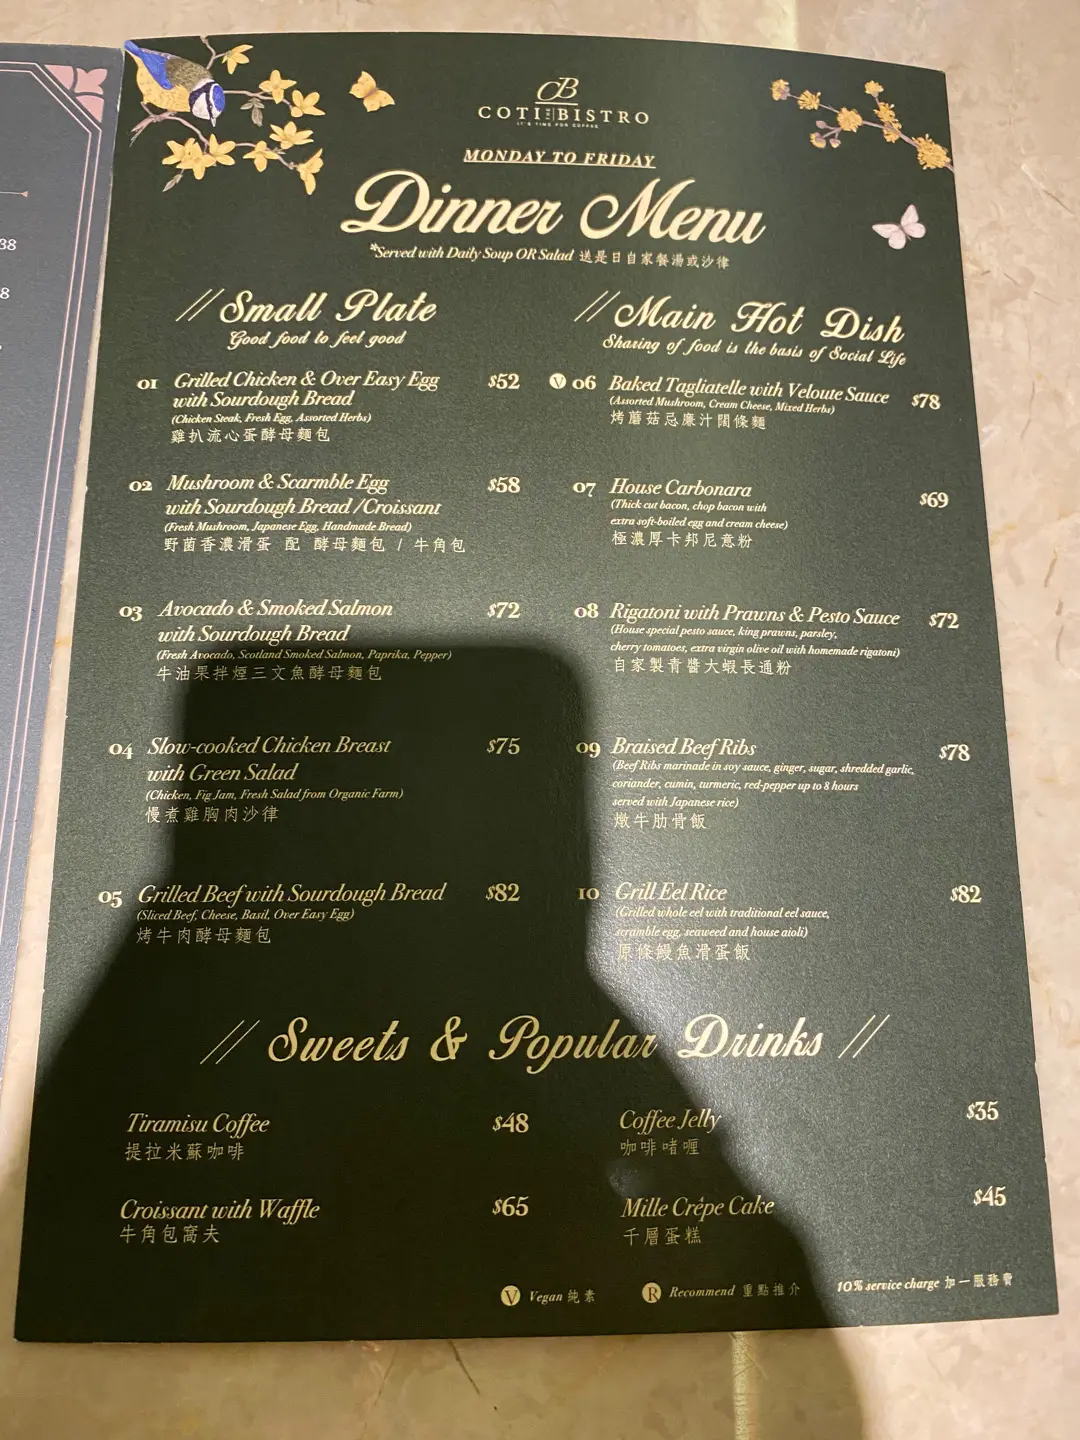 38
8
CB
COTI THE BISTRO
IT'S TIME FOR COFFEE
MONDAY TO FRIDAY
Dinner Menu
*Served with Daily Soup OR Salad 送是日自家餐湯或沙律
// Small Plate
Good food to feel good
01 Grilled Chicken & Over Easy Egg $52
with Sourdough Bread
(Chicken Steak, Fresh Egg, Assorted Herbs)
雞扒流心蛋酵母麵包
02 Mushroom & Scarmble Egg $58
with Sourdough Bread /Croissant
(Fresh Mushroom, Japanese Egg, Handmade Bread)
野菌香濃滑蛋 配 酵母麵包 / 牛角包
03 Avocado & Smoked Salmon $72
with Sourdough Bread
(Fresh Avocado, Scotland Smoked Salmon, Paprika, Pepper)
牛油果拌煙三文魚酵母麵包
04 Slow-cooked Chicken Breast $75
with Green Salad
(Chicken, Fig Jam, Fresh Salad from Organic Farm)
慢煮雞胸肉沙律
05 Grilled Beef with Sourdough Bread $82
(Sliced Beef, Cheese, Basil, Over Easy Egg)
烤牛肉酵母麵包
// Main Hot Dish
Sharing of food is the basis of Social Life
V 06 Baked Tagliatelle with Veloute Sauce $78
(Assorted Mushroom, Cream Cheese, Mixed Herbs)
烤蘑菇忌廉汁闊條麵
07 House Carbonara $69
(Thick cut bacon, chop bacon with
extra soft-boiled egg and cream cheese)
極濃厚卡邦尼意粉
08 Rigatoni with Prawns & Pesto Sauce $72
(House special pesto sauce, king prawns, parsley,
cherry tomatoes, extra virgin olive oil with homemade rigatoni)
自家製青醬大蝦長通粉
09 Braised Beef Ribs $78
(Beef Ribs marinade in soy sauce, ginger, sugar, shredded garlic,
coriander, cumin, turmeric, red-pepper up to 8 hours
served with Japanese rice)
燉牛肋骨飯
10 Grill Eel Rice $82
(Grilled whole eel with traditional eel sauce,
scramble egg, seaweed and house aioli)
原條鰻魚滑蛋飯
// Sweets & Popular Drinks //
Tiramisu Coffee $48
提拉米蘇咖啡
Croissant with Waffle $65
牛角包窩夫
Coffee Jelly $35
咖啡啫喱
Mille Crêpe Cake $45
千層蛋糕
V Vegan 純素
R Recommend 重點推介
10% service charge 加一服務費